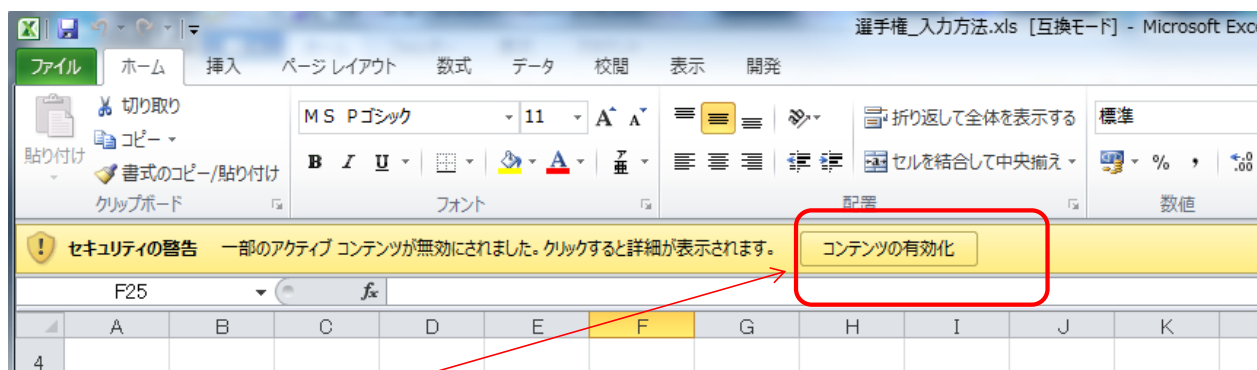 選手権_入力方法.xls [互換モード] - Microsoft Exce
ファイル ホーム 挿入 ページ レイアウト 数式 データ 校閲 表示 開発
切り取り
コピー
書式のコピー/貼り付け
貼り付け
クリップボード
ＭＳ Ｐゴシック 11 A A
B I U A ア亜
フォント
折り返して全体を表示する
セルを結合して中央揃え
配置
標準
% , .0 .00
数値
セキュリティの警告 一部のアクティブ コンテンツが無効にされました。クリックすると詳細が表示されます。 コンテンツの有効化
F25 fx
A B C D E F G H I J K
4